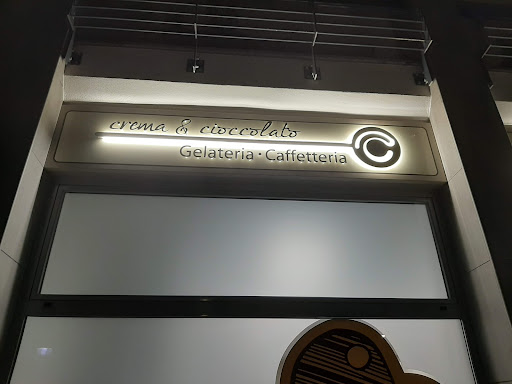 crema & cioccolato
Gelateria · Caffetteria